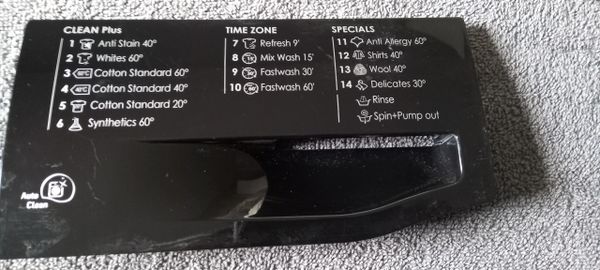 CLEAN Plus
1 Anti Stain 40°
2 Whites 60°
3 60°C Cotton Standard 60°
4 40°C Cotton Standard 40°
5 Cotton Standard 20°
6 Synthetics 60°
TIME ZONE
7 Refresh 9'
8 Mix Wash 15'
9 Fastwash 30'
10 Fastwash 60'
SPECIALS
11 Anti Allergy 60°
12 Shirts 40°
13 Wool 40°
14 Delicates 30°
Rinse
Spin+Pump out
Auto
Clean